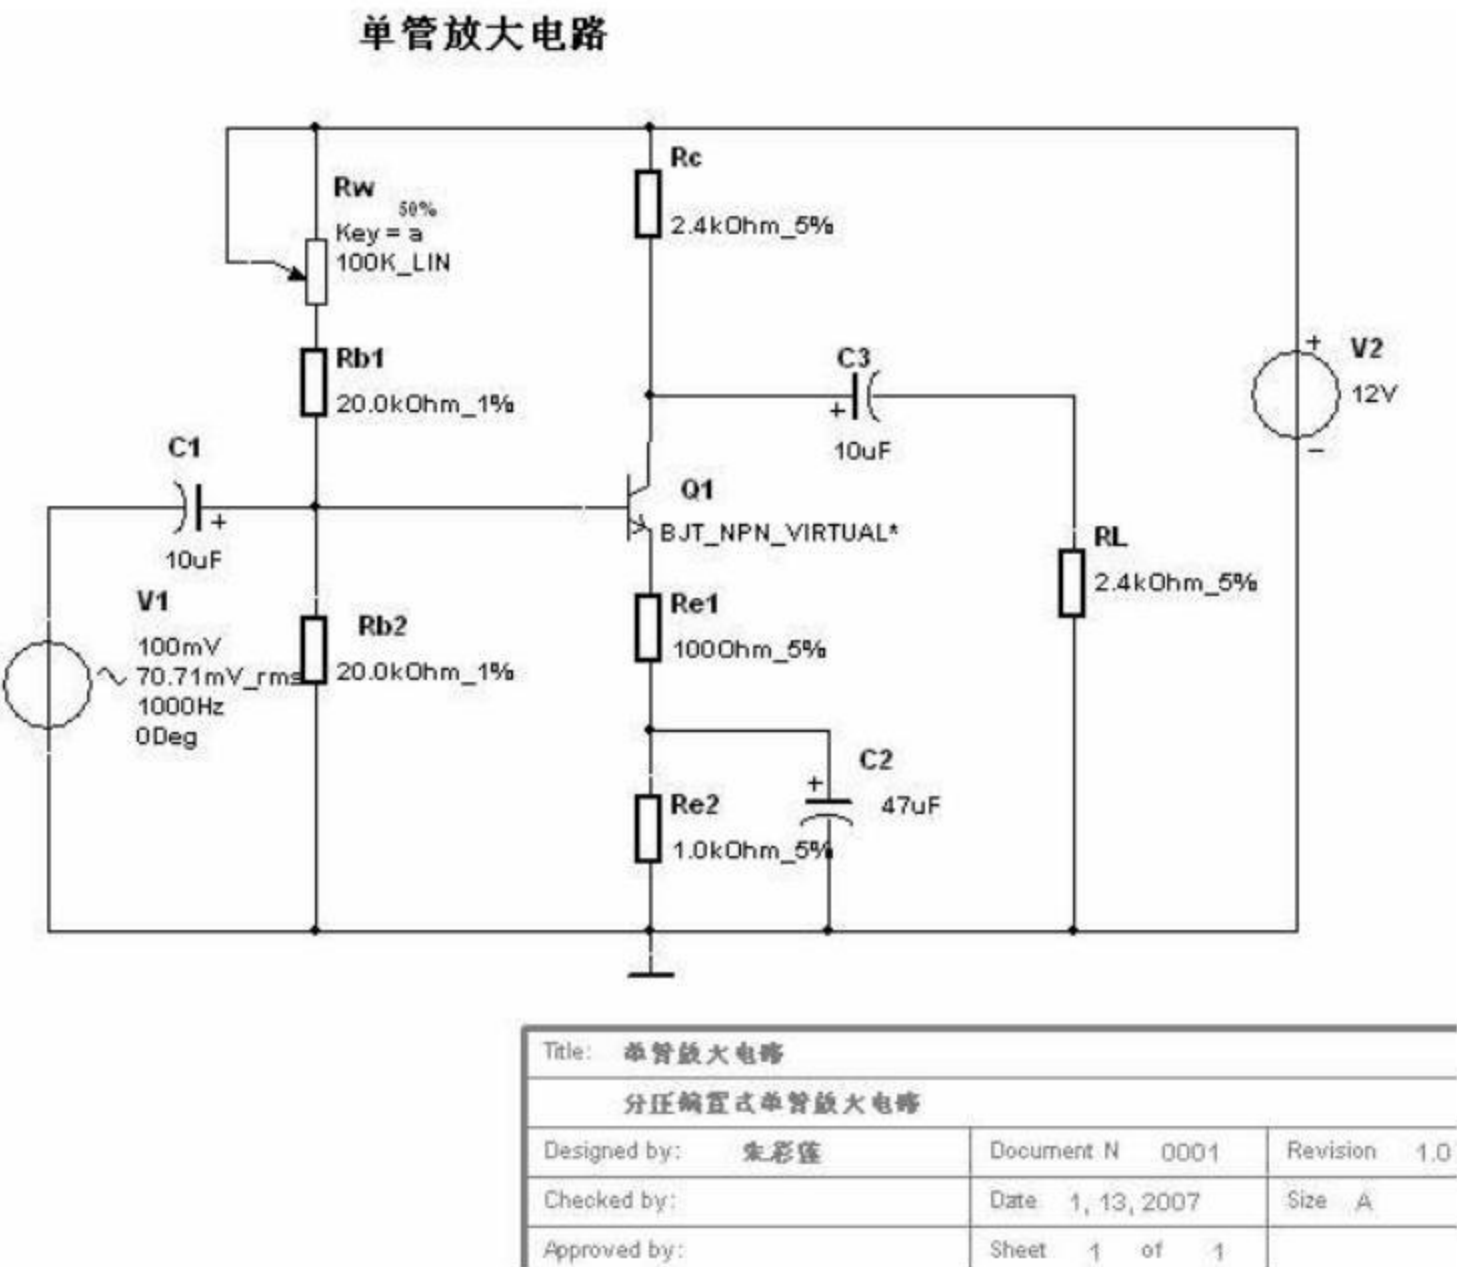 单管放大电路
Rw
50%
Key = a
100K_LIN
Rc
2.4kOhm_5%
Rb1
20.0kOhm_1%
C1
+
10uF
C3
+
10uF
+
V2
12V
−
Q1
BJT_NPN_VIRTUAL*
RL
2.4kOhm_5%
V1
100mV
70.71mV_rms
1000Hz
0Deg
Rb2
20.0kOhm_1%
Re1
100Ohm_5%
C2
+
47uF
Re2
1.0kOhm_5%
Title: 单管放大电路
分压偏置式单管放大电路
Designed by: 朱彩莲
Document N 0001
Revision 1.0
Checked by:
Date 1, 13, 2007
Size A
Approved by:
Sheet 1 of 1